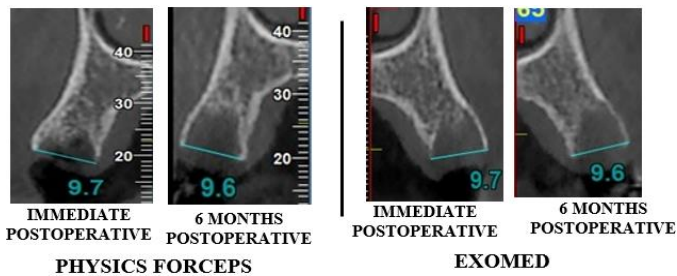 65
40
30
20
9.7
40
30
20
9.6
9.7
9.6
IMMEDIATE
POSTOPERATIVE
6 MONTHS
POSTOPERATIVE
IMMEDIATE
POSTOPERATIVE
6 MONTHS
POSTOPERATIVE
PHYSICS FORCEPS
EXOMED